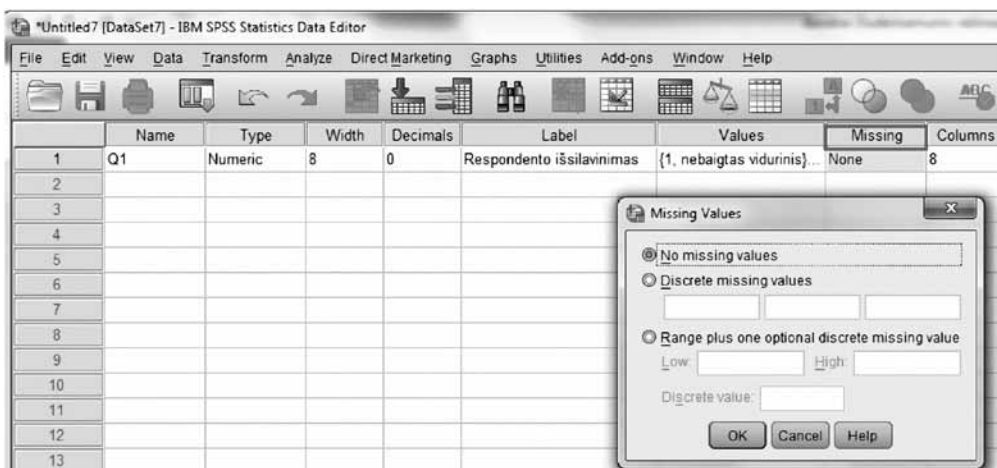 *Untitled7 [DataSet7] - IBM SPSS Statistics Data Editor
File Edit View Data Transform Analyze Direct Marketing Graphs Utilities Add-ons Window Help
Name Type Width Decimals Label Values Missing Columns
1 Q1 Numeric 8 0 Respondento išsilavinimas {1, nebaigtas vidurinis}... None 8
2
3
4
5
6
7
8
9
10
11
12
13
Missing Values
No missing values
Discrete missing values
Range plus one optional discrete missing value
Low: High:
Discrete value:
OK Cancel Help